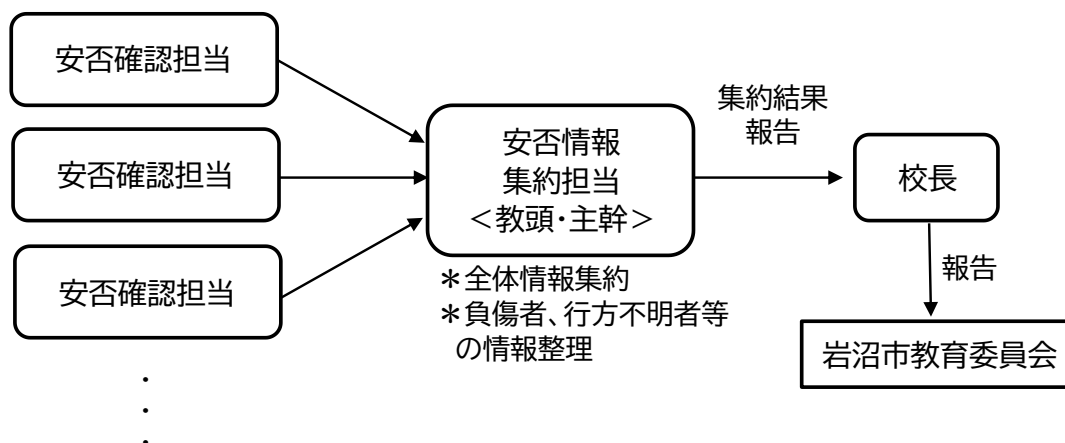 安否確認担当
安否確認担当
安否確認担当
・
・
・
安否情報
集約担当
＜教頭・主幹＞
＊全体情報集約
＊負傷者、行方不明者等
の情報整理
集約結果
報告
校長
報告
岩沼市教育委員会